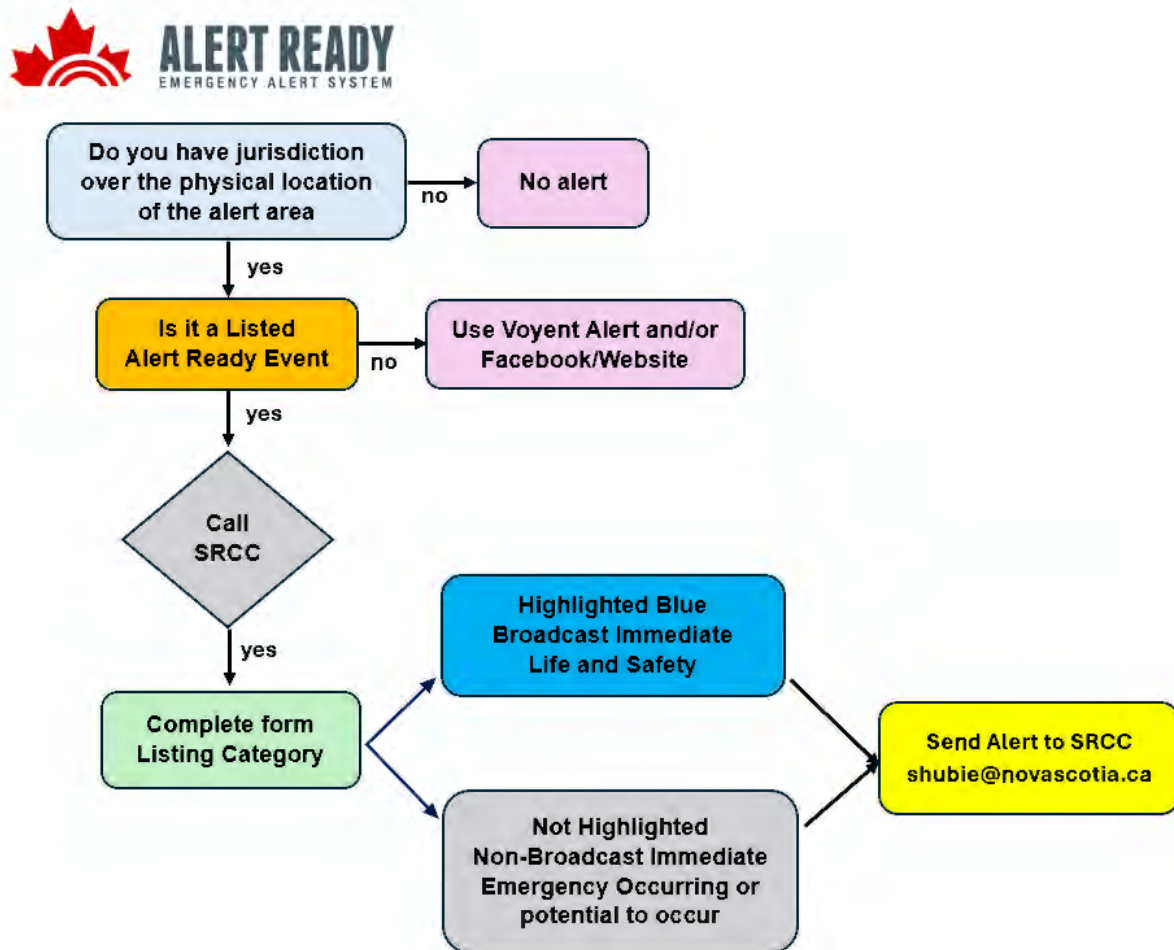 ALERT READY
EMERGENCY ALERT SYSTEM
Do you have jurisdiction
over the physical location
of the alert area
no
No alert
yes
Is it a Listed
Alert Ready Event
no
Use Voyent Alert and/or
Facebook/Website
yes
Call
SRCC
yes
Complete form
Listing Category
Highlighted Blue
Broadcast Immediate
Life and Safety
Not Highlighted
Non-Broadcast Immediate
Emergency Occurring or
potential to occur
Send Alert to SRCC
shubie@novascotia.ca